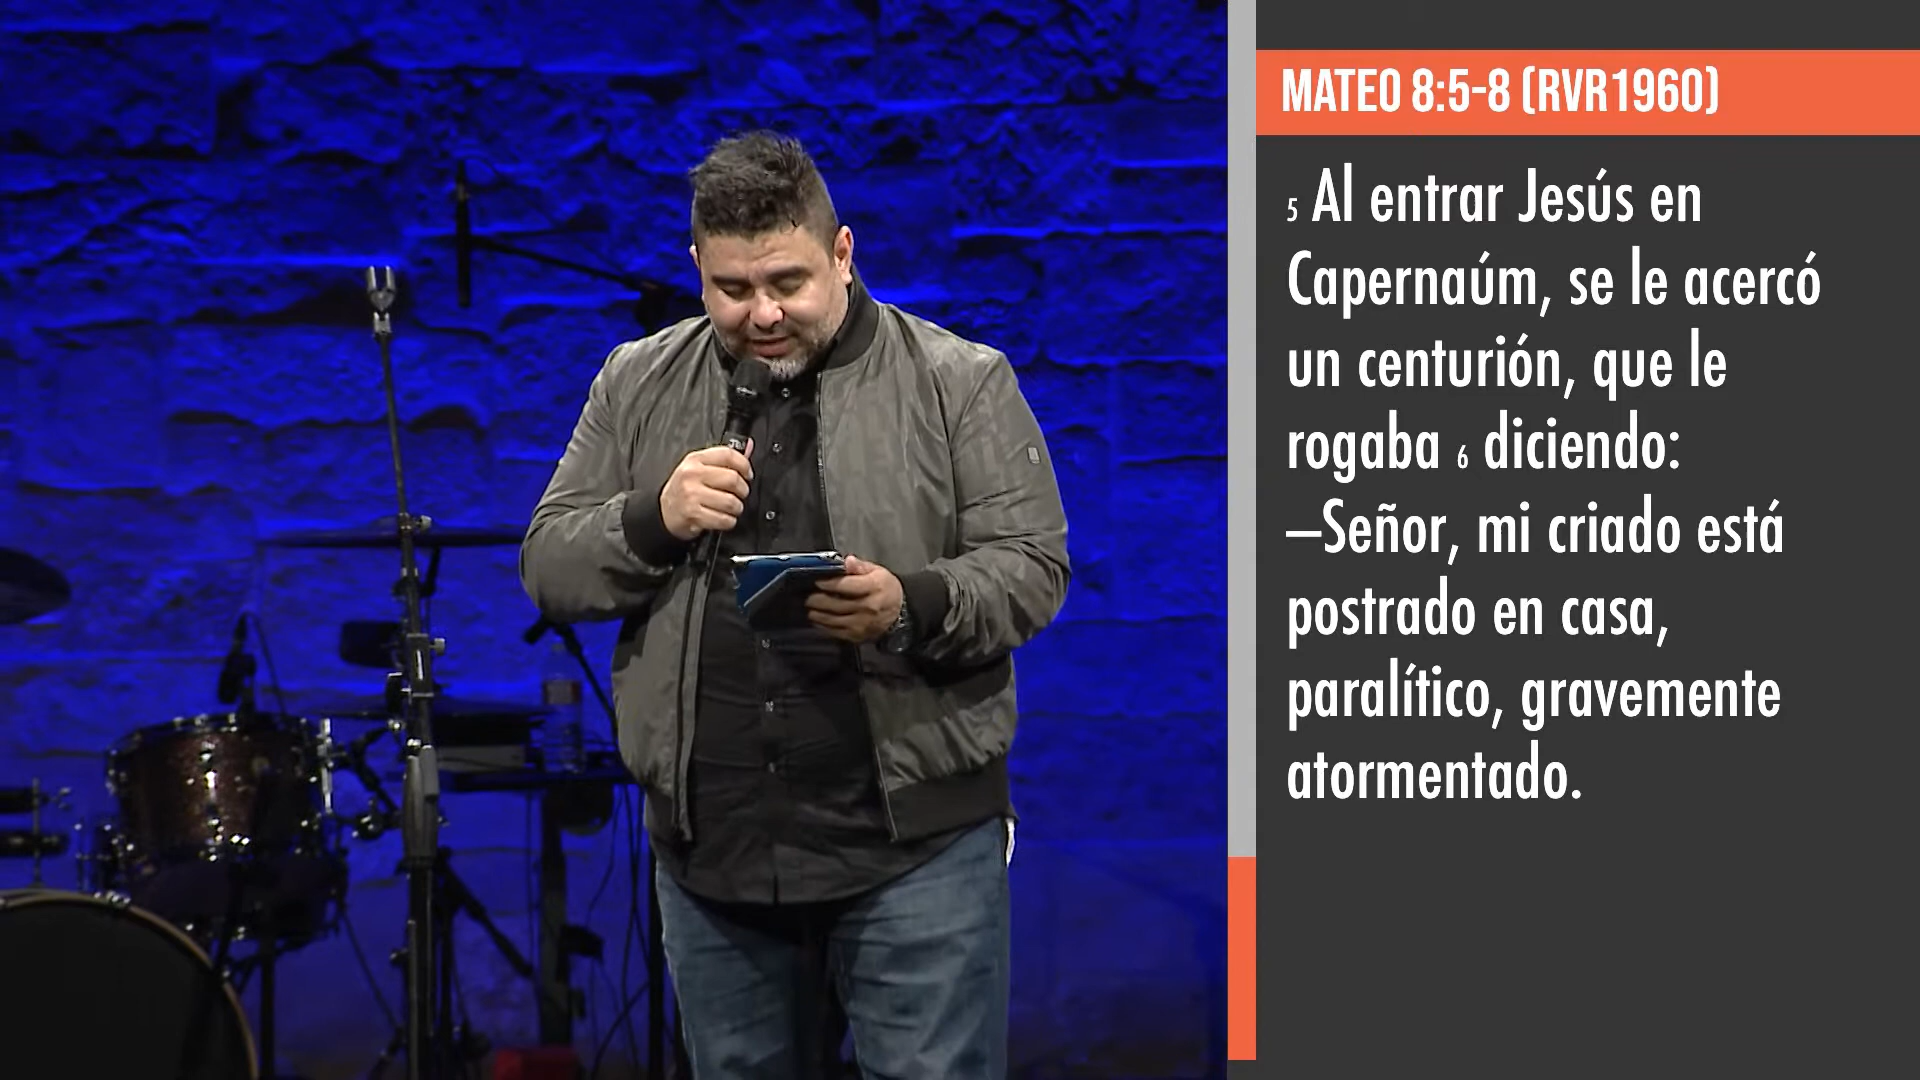 MATEO 8:5-8 (RVR1960)
5 Al entrar Jesús en
Capernaúm, se le acercó
un centurión, que le
rogaba 6 diciendo:
–Señor, mi criado está
postrado en casa,
paralítico, gravemente
atormentado.